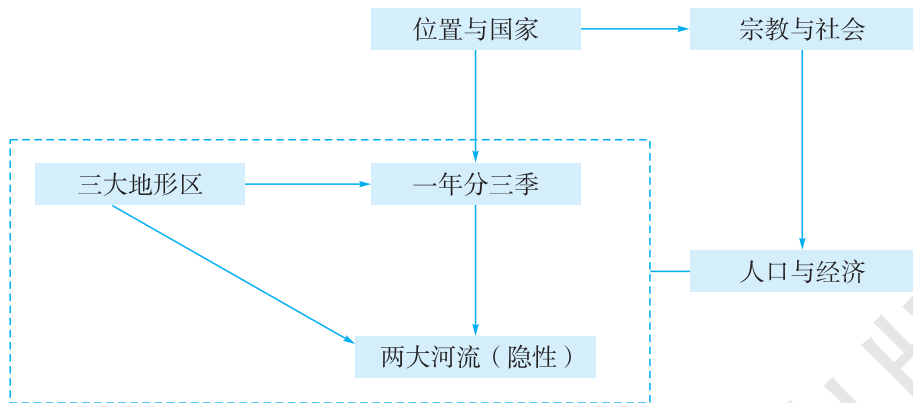 位置与国家
宗教与社会
三大地形区
一年分三季
人口与经济
两大河流（隐性）